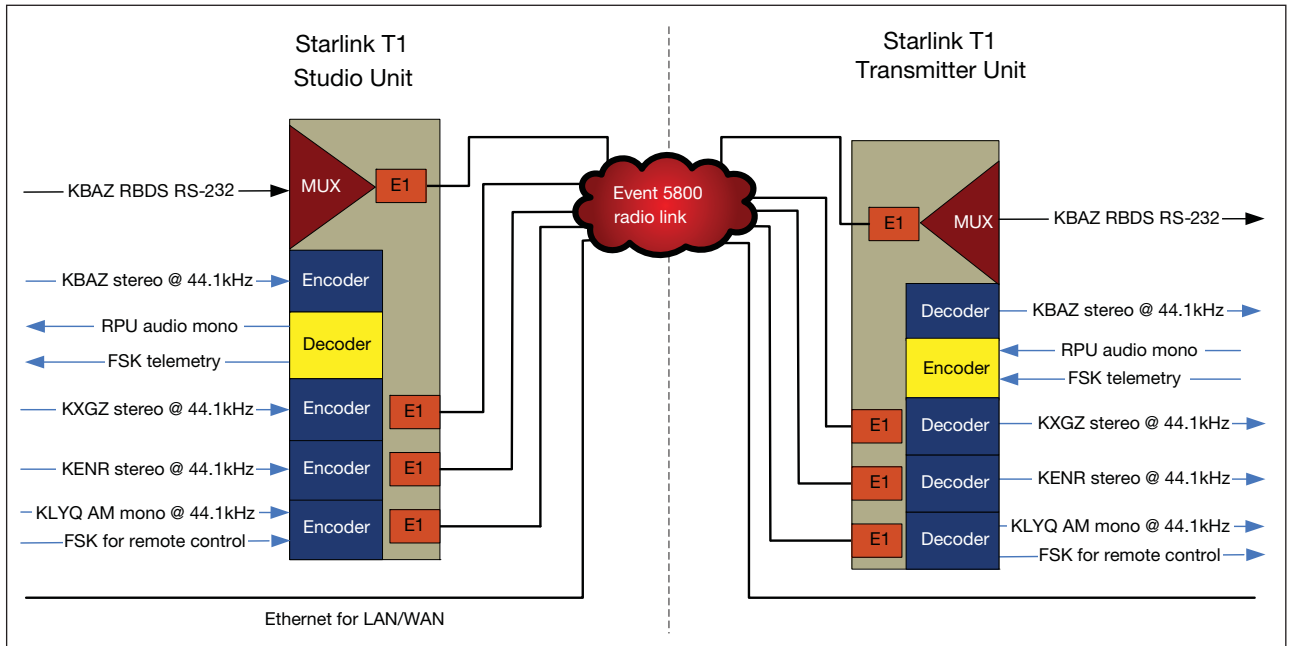 Starlink T1
Studio Unit
Starlink T1
Transmitter Unit
MUX
E1
KBAZ RBDS RS-232
Event 5800
radio link
E1
MUX
KBAZ RBDS RS-232
KBAZ stereo @ 44.1kHz
Encoder
RPU audio mono
Decoder
FSK telemetry
KXGZ stereo @ 44.1kHz
Encoder
E1
KENR stereo @ 44.1kHz
Encoder
E1
KLYQ AM mono @ 44.1kHz
Encoder
E1
FSK for remote control
Decoder
KBAZ stereo @ 44.1kHz
Encoder
RPU audio mono
FSK telemetry
E1
Decoder
KXGZ stereo @ 44.1kHz
E1
Decoder
KENR stereo @ 44.1kHz
E1
Decoder
KLYQ AM mono @ 44.1kHz
FSK for remote control
Ethernet for LAN/WAN